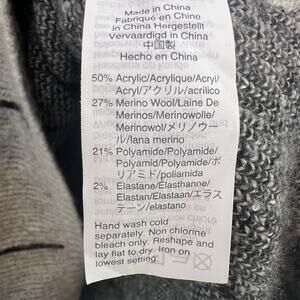 Made in China
Fabriqué en Chine
In China Hergestellt
Vervaardigd in China
中国製
Hecho en China
50% Acrylic/Acrylique/Acryl/
Acryl/アクリル/acrilico
27% Merino Wool/Laine De
Merinos/Merinowolle/
Merinowol/メリノウー
ル/lana merino
21% Polyamide/Polyamide/
Polyamid/Polyamide/ポ
リアミド/poliamida
2% Elastane/Élasthanne/
Elastan/Elastaan/エラス
テーン/elastano
Hand wash cold
separately. Non chlorine
bleach only. Reshape and
lay flat to dry. Iron on
lowest setting.